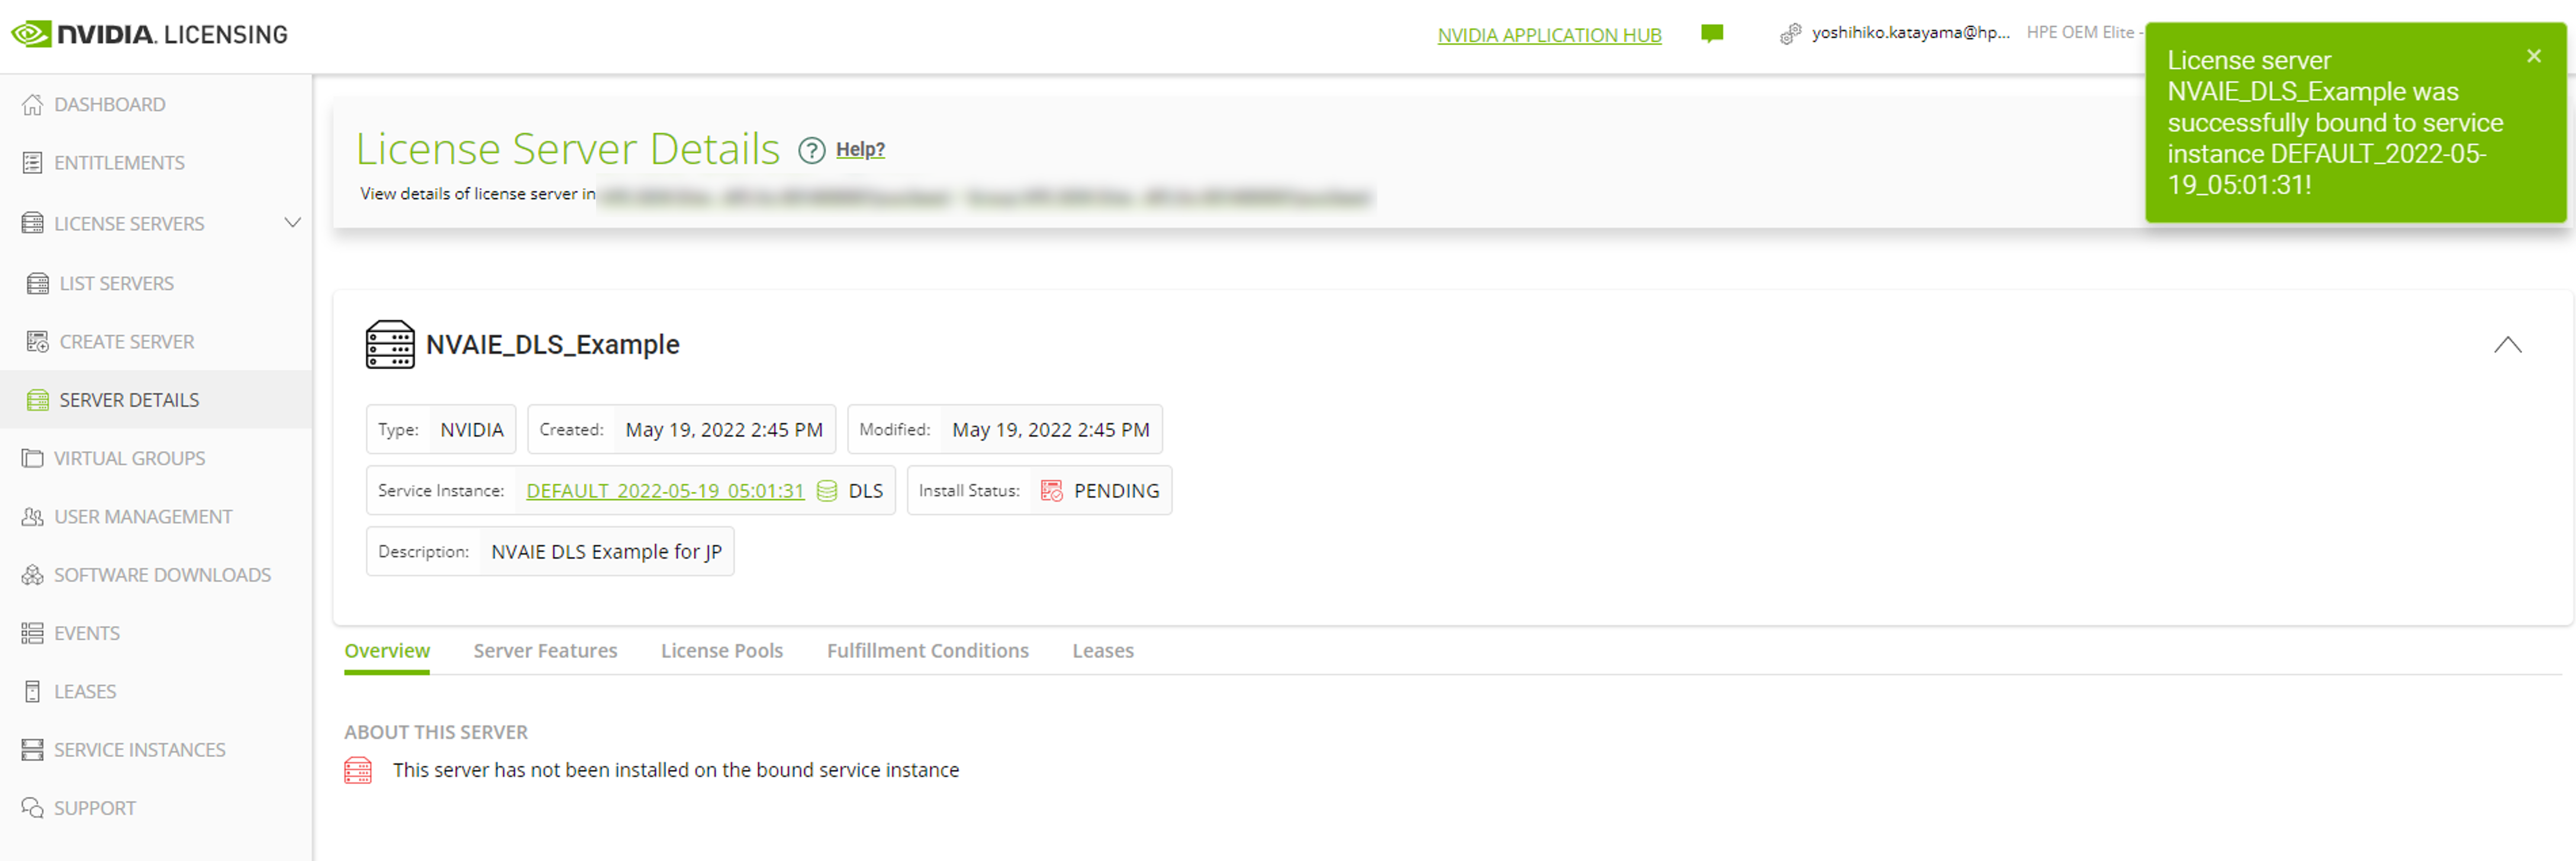 NVIDIA. LICENSING
NVIDIA APPLICATION HUB
yoshihiko.katayama@hp...
HPE OEM Elite -
License server
NVAIE_DLS_Example was
successfully bound to service
instance DEFAULT_2022-05-
19_05:01:31!
×
DASHBOARD
ENTITLEMENTS
LICENSE SERVERS
LIST SERVERS
CREATE SERVER
SERVER DETAILS
VIRTUAL GROUPS
USER MANAGEMENT
SOFTWARE DOWNLOADS
EVENTS
LEASES
SERVICE INSTANCES
SUPPORT
License Server Details ? Help?
View details of license server in
NVAIE_DLS_Example
Type: NVIDIA Created: May 19, 2022 2:45 PM Modified: May 19, 2022 2:45 PM
Service Instance: DEFAULT_2022-05-19_05:01:31 DLS Install Status: PENDING
Description: NVAIE DLS Example for JP
Overview Server Features License Pools Fulfillment Conditions Leases
ABOUT THIS SERVER
This server has not been installed on the bound service instance